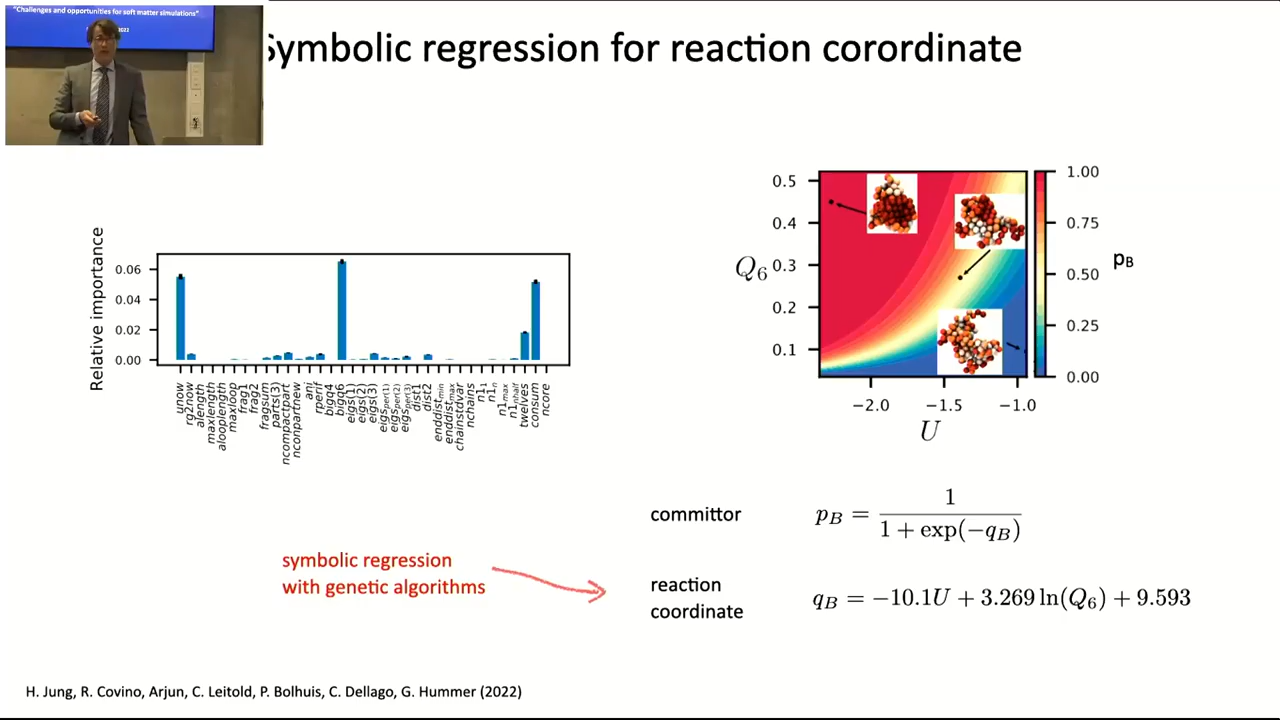 "Challenges and opportunities for soft matter simulations"
2022
Symbolic regression for reaction corordinate
Relative importance
0.06
0.04
0.02
0.00
unow
rg2now
alength
maxlength
alooplength
maxloop
frag1
frag2
fragsum
parts(3)
ncompactpart
nconpartnew
ani
rperif
bigq4
bigq6
eigs(1)
eigs(2)
eigs(3)
eigsper(1)
eigsper(2)
eigsper(3)
dist1
dist2
enddistmin
enddistmax
chainstdvar
nchains
n11
n1n
n1max
n1nhalf
twelves
consum
ncore
Q6
0.5
0.4
0.3
0.2
0.1
−2.0
−1.5
−1.0
U
1.00
0.75
0.50
0.25
0.00
pB
committor
pB = 1 / 1 + exp(−qB)
symbolic regression
with genetic algorithms
reaction
coordinate
qB = −10.1U + 3.269 ln(Q6) + 9.593
H. Jung, R. Covino, Arjun, C. Leitold, P. Bolhuis, C. Dellago, G. Hummer (2022)